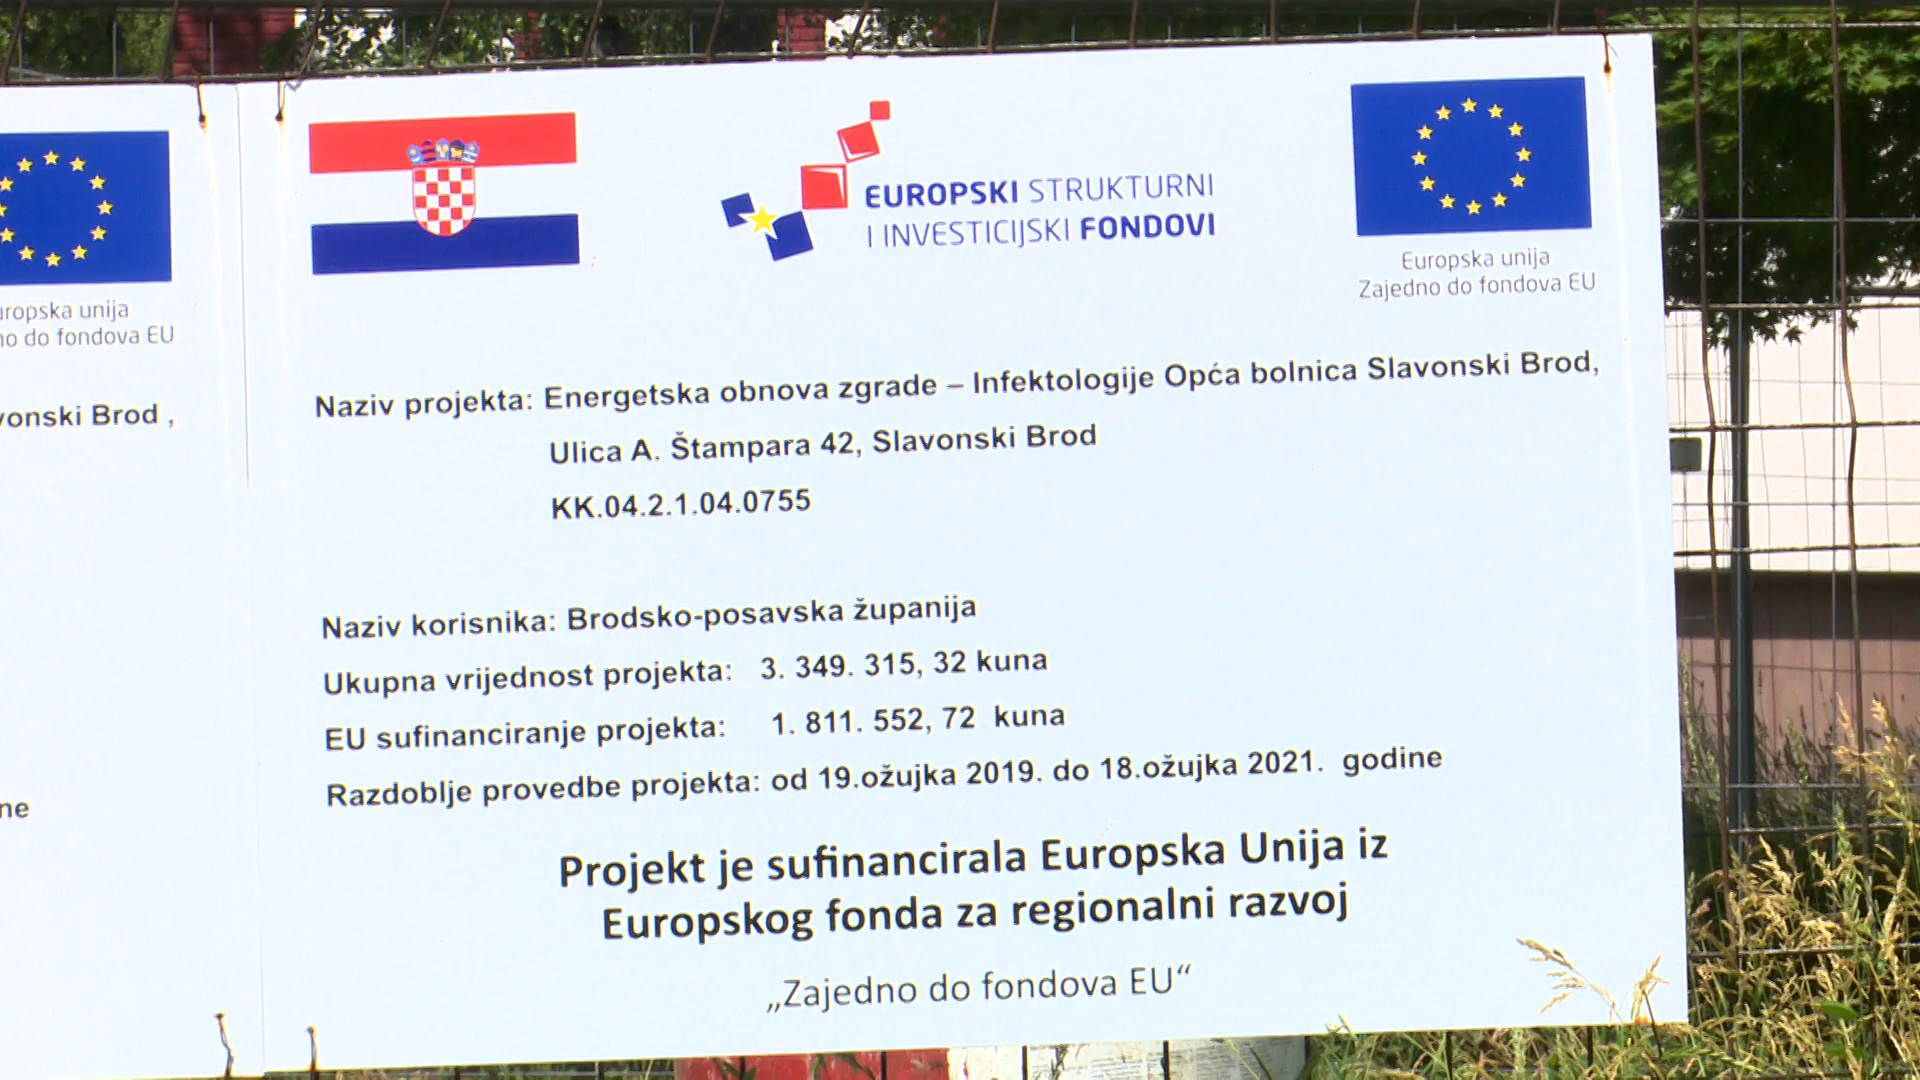 Europska unija
no do fondova EU
Slavonski Brod ,
ne
EUROPSKI STRUKTURNI
I INVESTICIJSKI FONDOVI
Europska unija
Zajedno do fondova EU
Naziv projekta: Energetska obnova zgrade – Infektologije Opća bolnica Slavonski Brod,
Ulica A. Štampara 42, Slavonski Brod
KK.04.2.1.04.0755
Naziv korisnika: Brodsko-posavska županija
Ukupna vrijednost projekta: 3. 349. 315, 32 kuna
EU sufinanciranje projekta: 1. 811. 552, 72 kuna
Razdoblje provedbe projekta: od 19.ožujka 2019. do 18.ožujka 2021. godine
Projekt je sufinancirala Europska Unija iz
Europskog fonda za regionalni razvoj
„Zajedno do fondova EU“